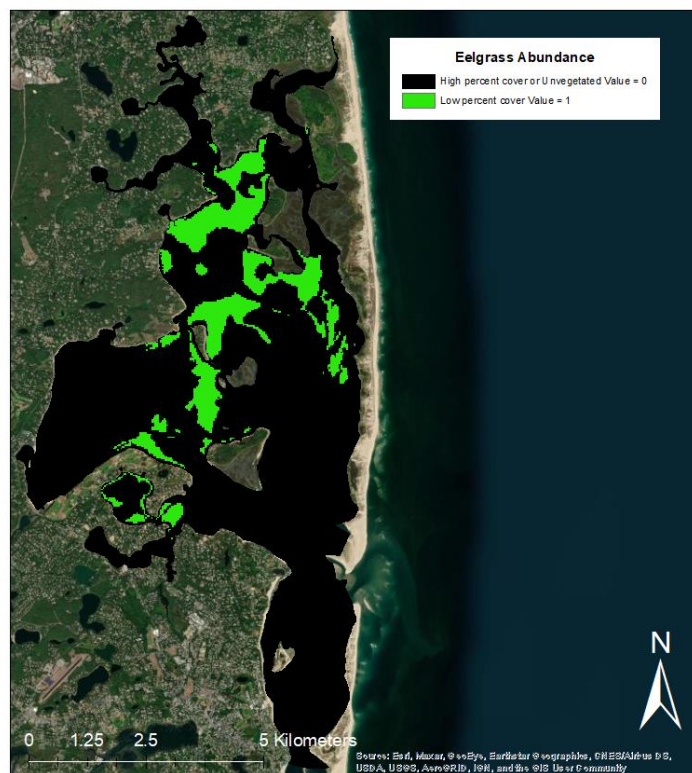 Eelgrass Abundance
High percent cover or Unvegetated Value = 0
Low percent cover Value = 1
N
0 1.25 2.5 5 Kilometers
Source: Esri, Maxar, GeoEye, Earthstar Geographics, CNES/Airbus DS,
USDA, USGS, AeroGRID, IGN, and the GIS User Community